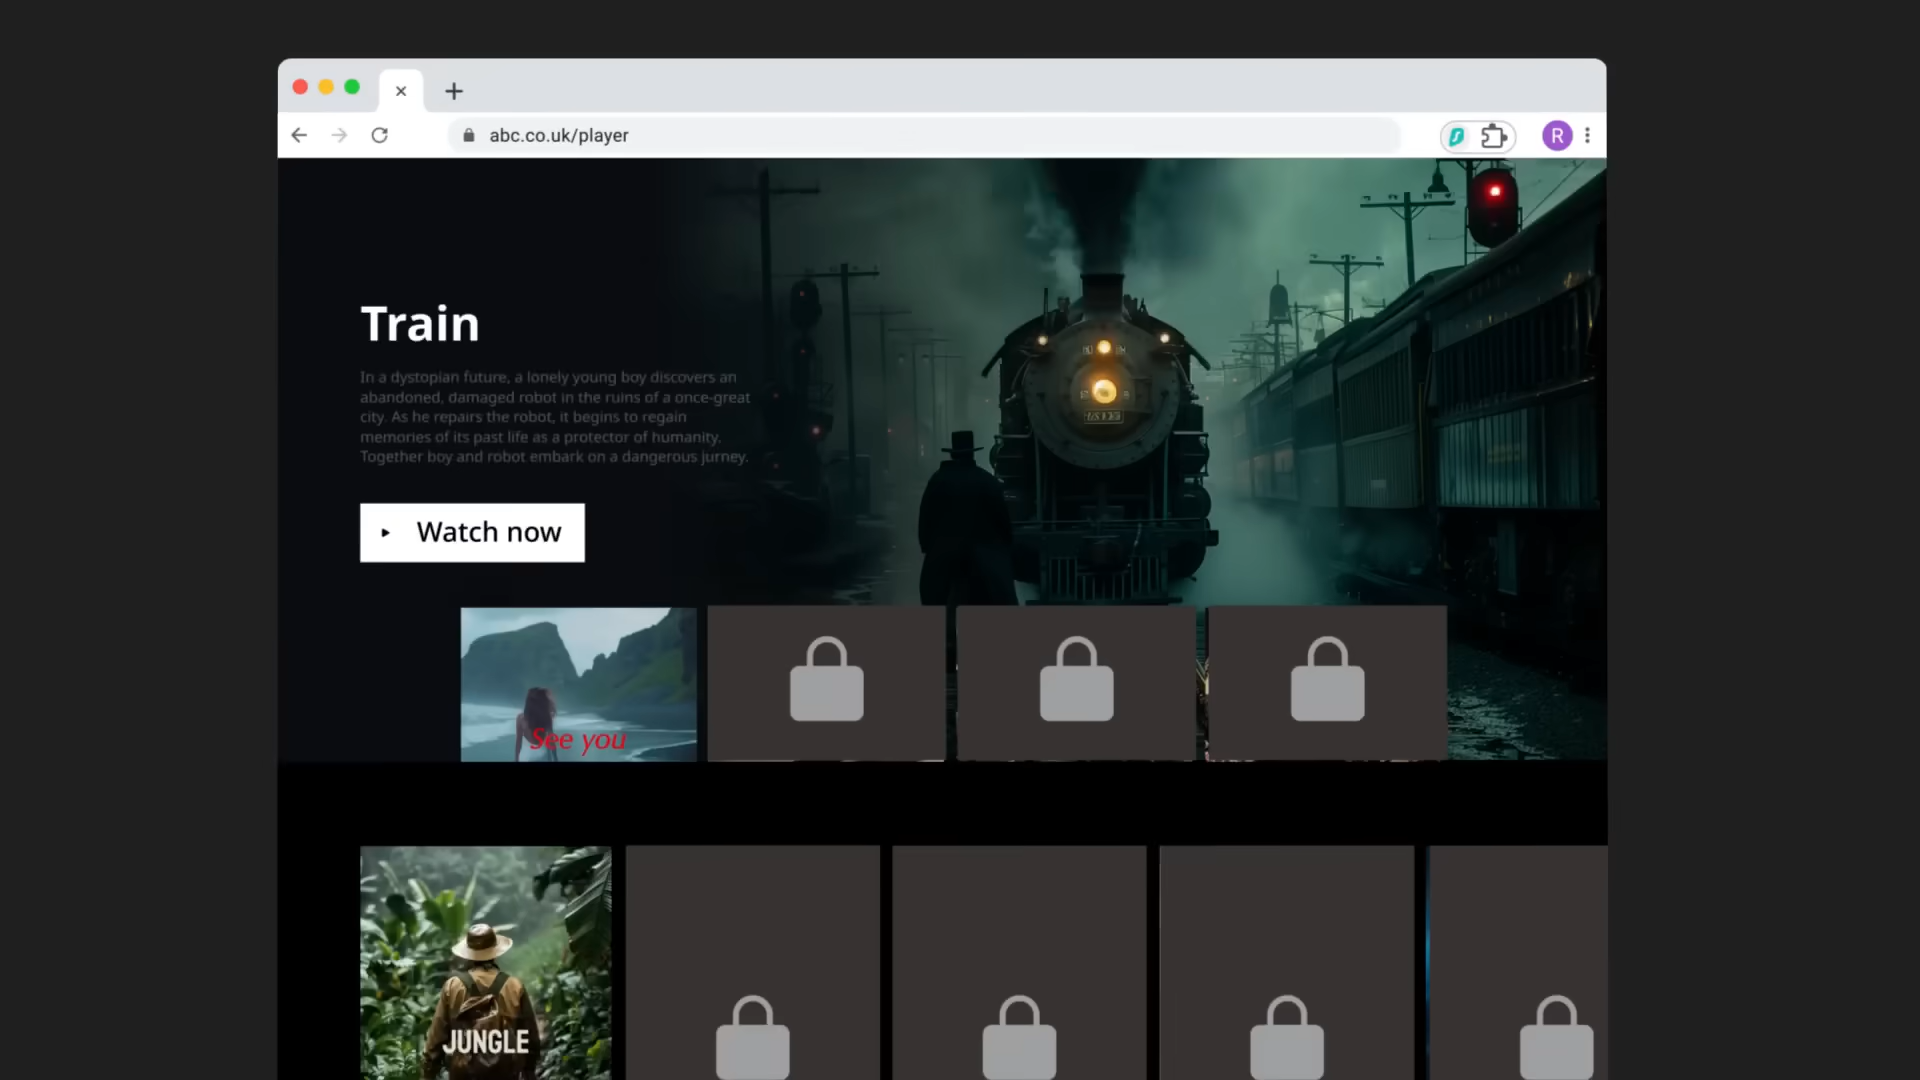 abc.co.uk/player
R
Train
In a dystopian future, a lonely young boy discovers an
abandoned, damaged robot in the ruins of a once-great
city. As he repairs the robot, it begins to regain
memories of its past life as a protector of humanity.
Together boy and robot embark on a dangerous jurney.
Watch now
See you
JUNGLE